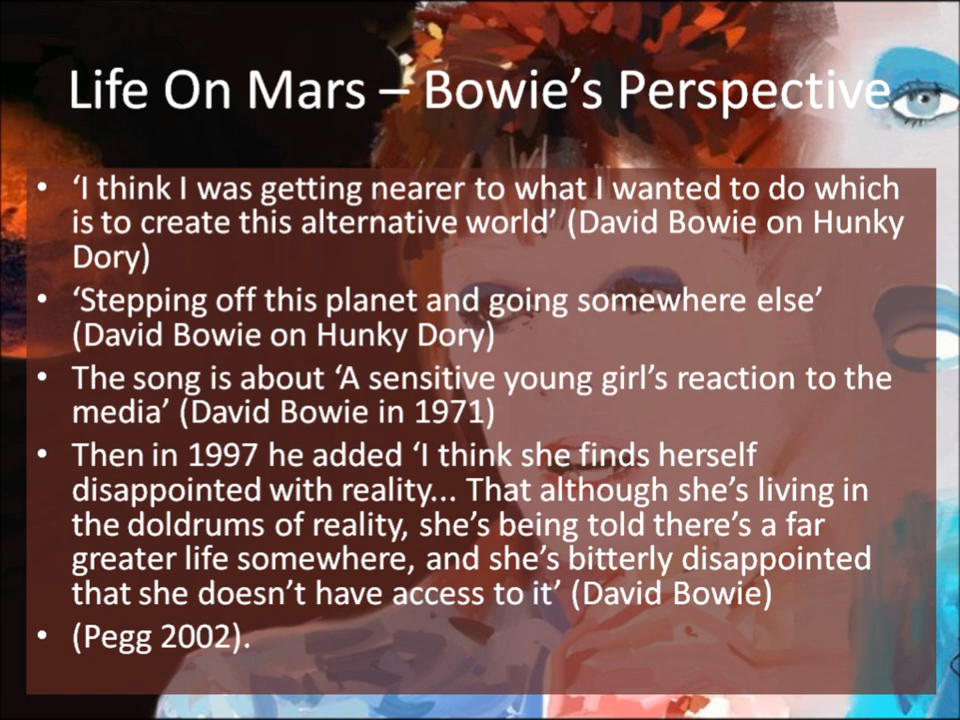 Life On Mars – Bowie's Perspective
• 'I think I was getting nearer to what I wanted to do which
is to create this alternative world' (David Bowie on Hunky
Dory)
• 'Stepping off this planet and going somewhere else'
(David Bowie on Hunky Dory)
• The song is about 'A sensitive young girl's reaction to the
media' (David Bowie in 1971)
• Then in 1997 he added 'I think she finds herself
disappointed with reality... That although she's living in
the doldrums of reality, she's being told there's a far
greater life somewhere, and she's bitterly disappointed
that she doesn't have access to it' (David Bowie)
• (Pegg 2002).